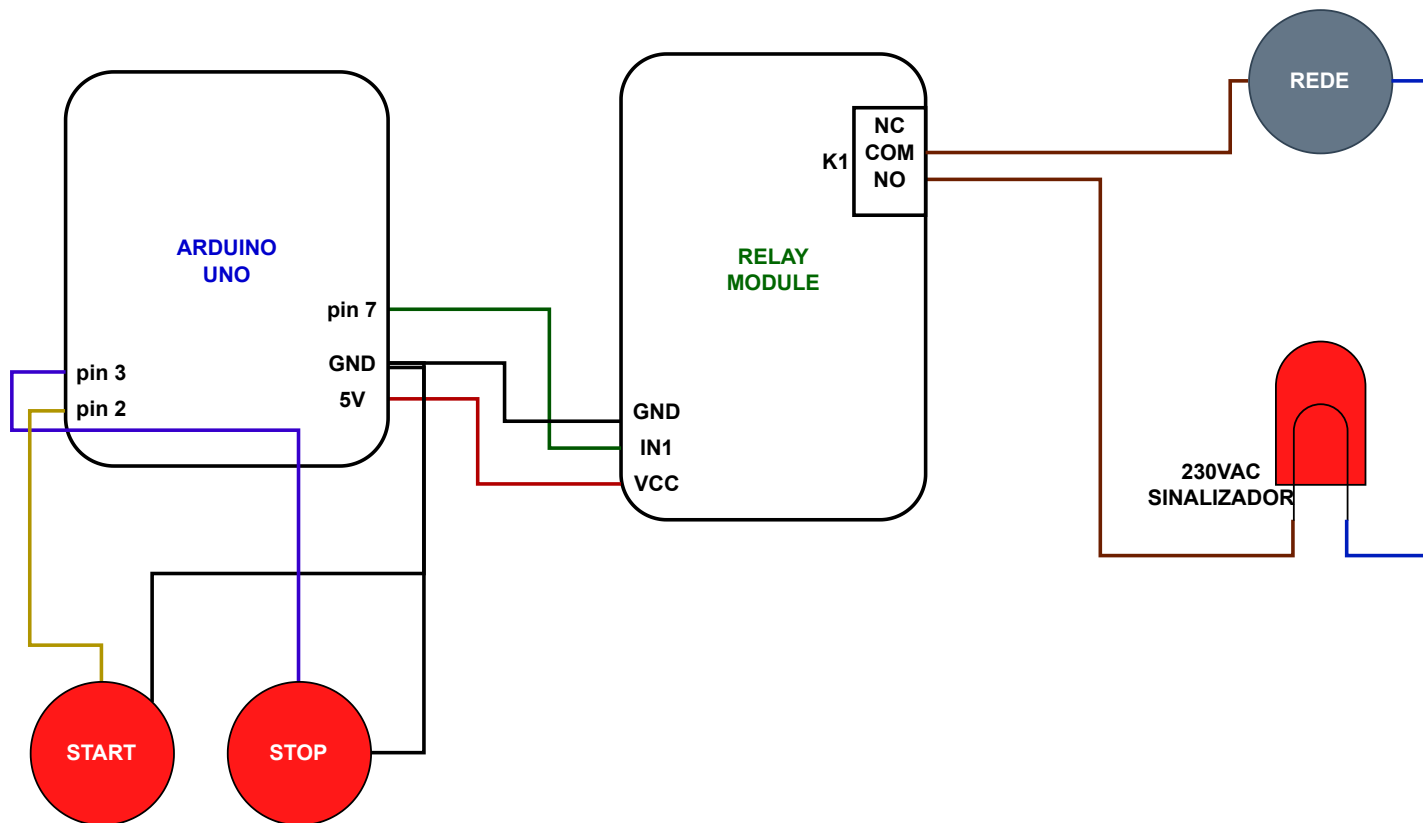 ARDUINO
UNO
pin 7
GND
5V
pin 3
pin 2
START
STOP
RELAY
MODULE
K1
NC
COM
NO
GND
IN1
VCC
REDE
230VAC
SINALIZADOR